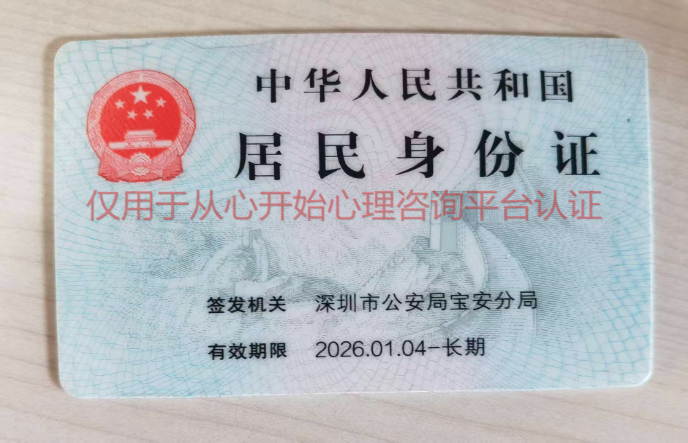 中华人民共和国
居民身份证
仅用于从心开始心理咨询平台认证
签发机关 深圳市公安局宝安分局
有效期限 2026.01.04-长期